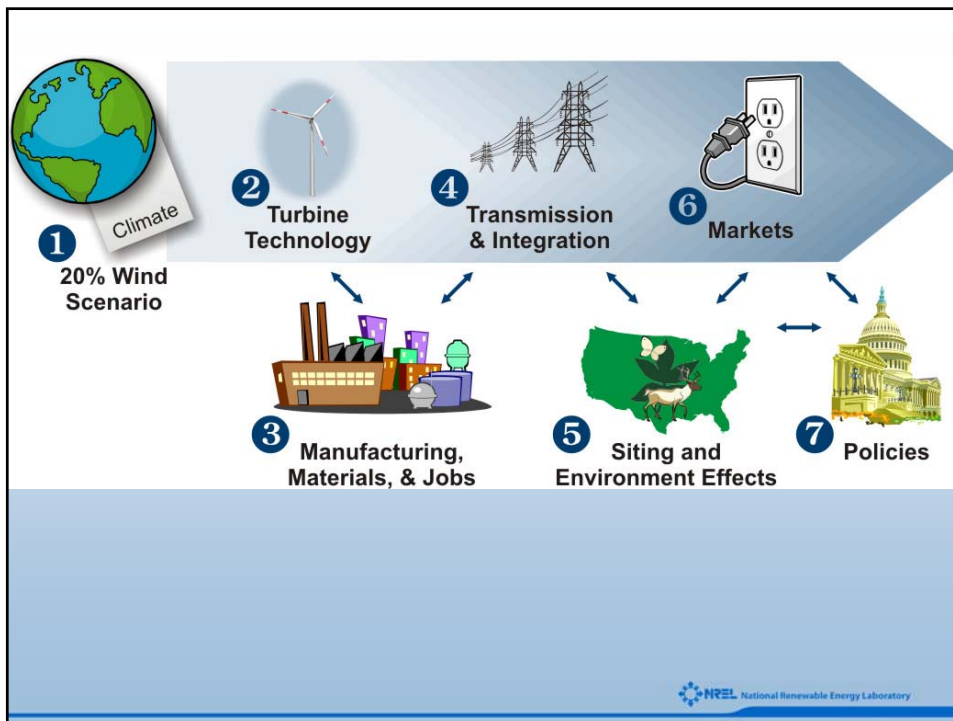 Climate
1
20% Wind
Scenario
2
Turbine
Technology
4
Transmission
& Integration
6
Markets
3
Manufacturing,
Materials, & Jobs
5
Siting and
Environment Effects
7
Policies
NREL National Renewable Energy Laboratory